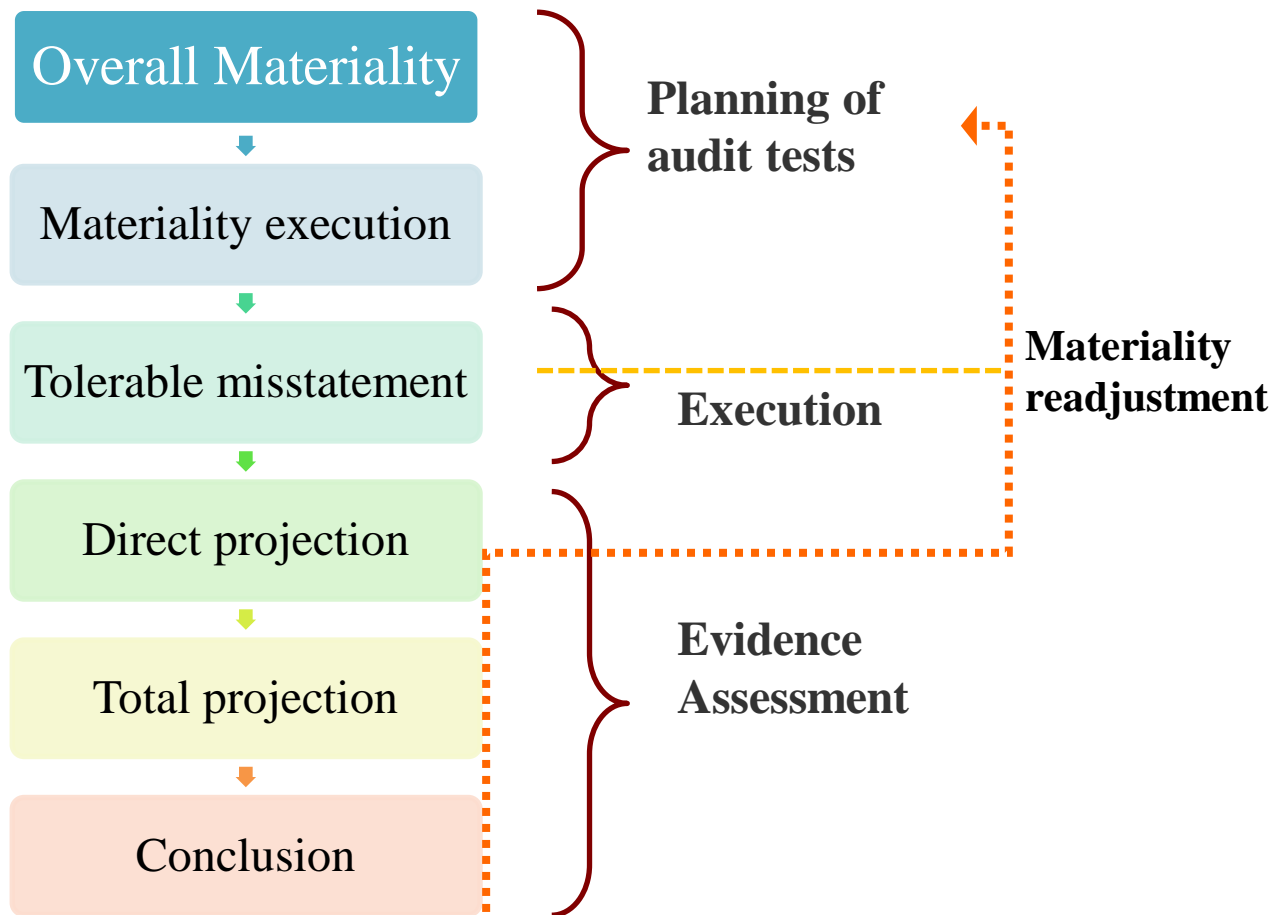 Overall Materiality
Materiality execution
Tolerable misstatement
Direct projection
Total projection
Conclusion
Planning of
audit tests
Execution
Evidence
Assessment
Materiality
readjustment